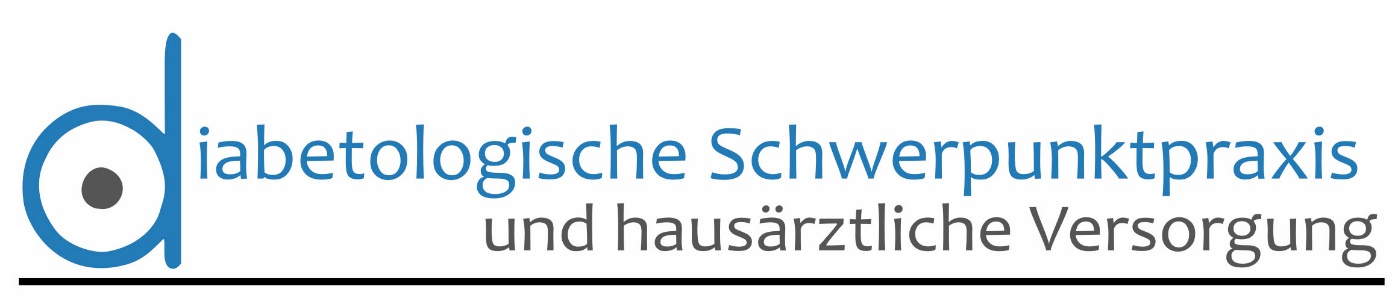 diabetologische Schwerpunktpraxis
und hausärztliche Versorgung